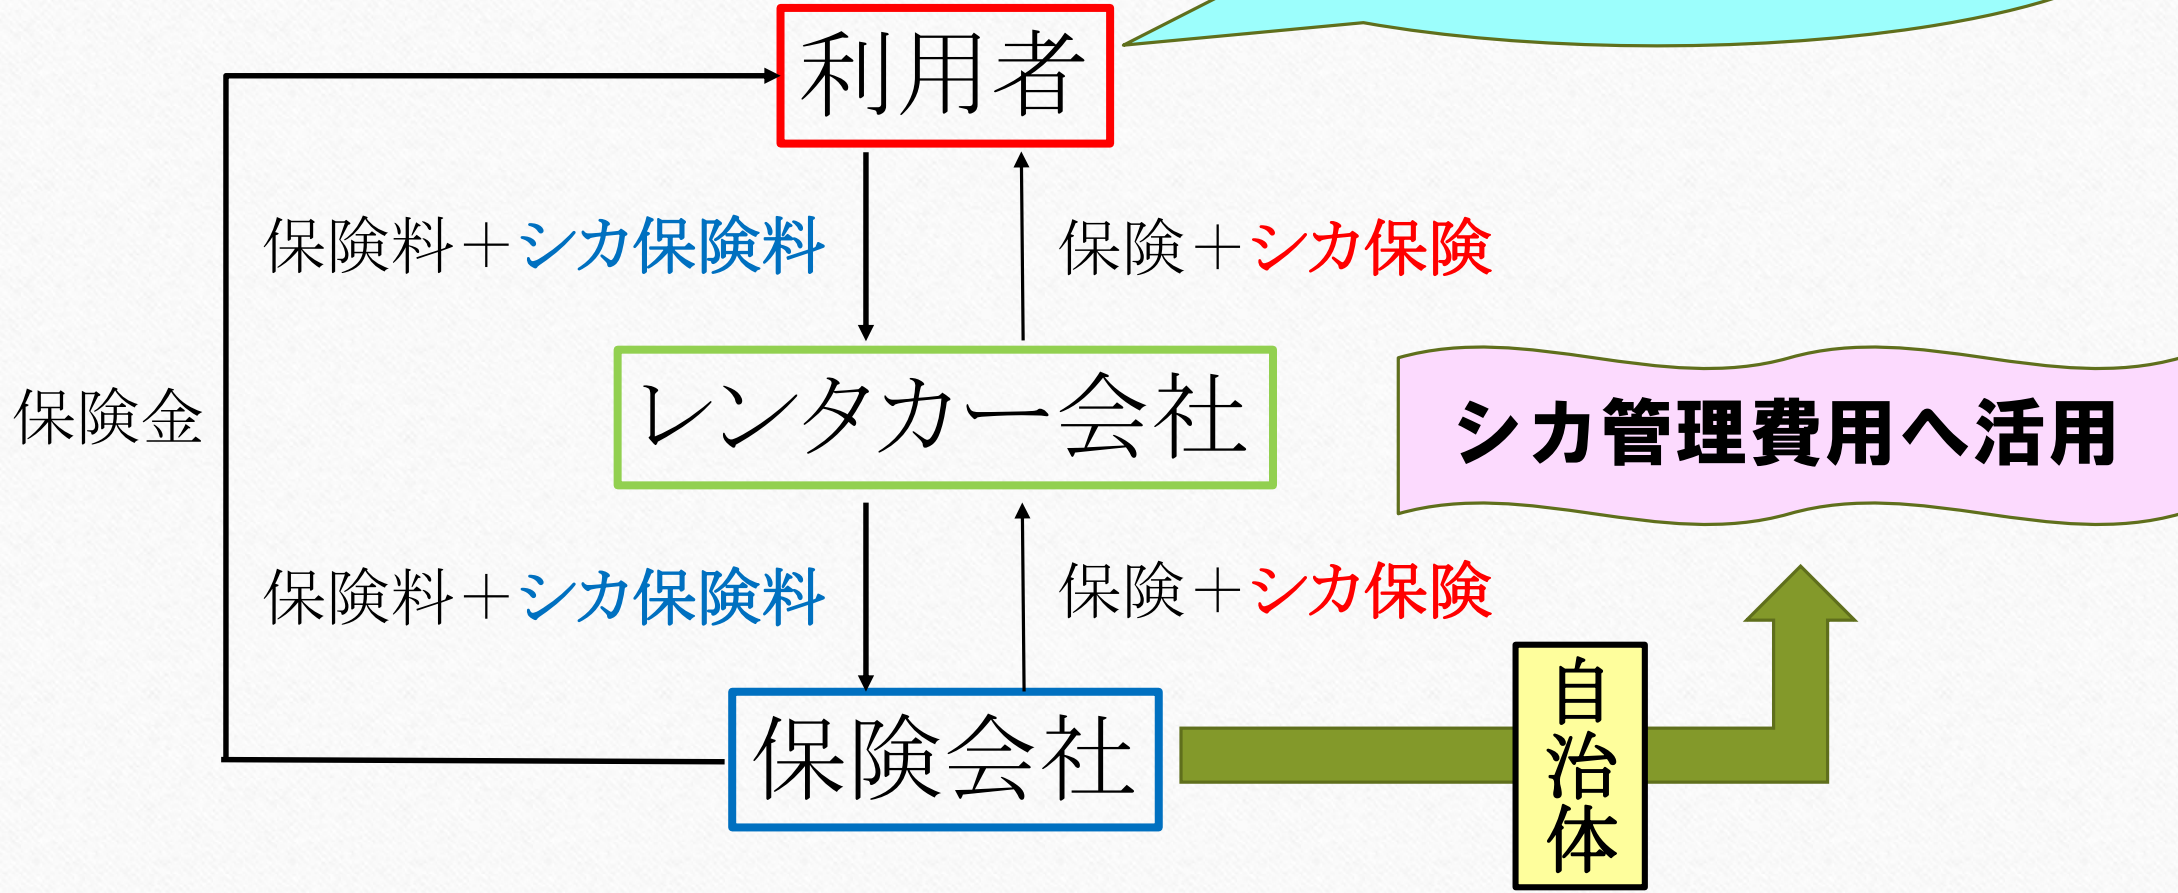 利用者
保険料＋シカ保険料
保険＋シカ保険
保険金
レンタカー会社
シカ管理費用へ活用
保険料＋シカ保険料
保険＋シカ保険
保険会社
自治体